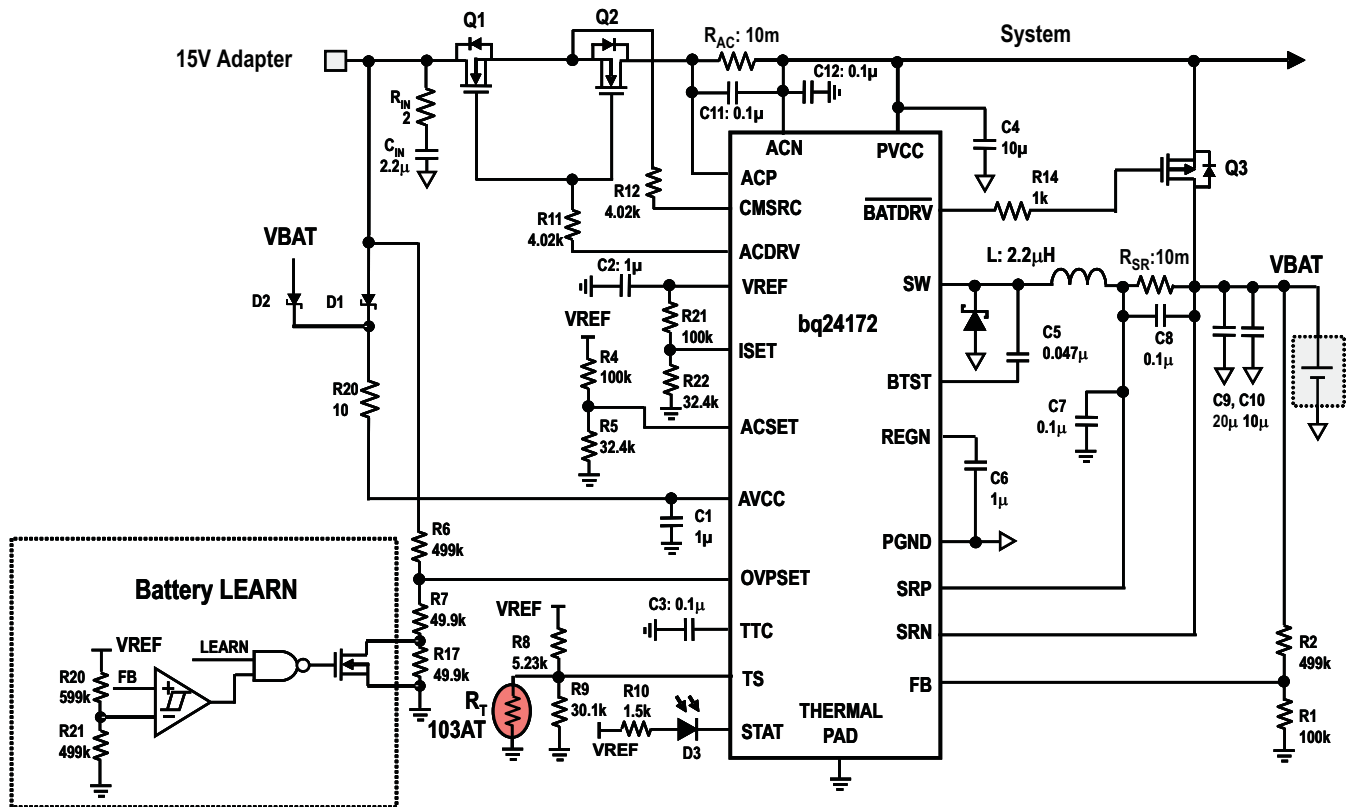 Q1
Q2
15V Adapter
R_AC: 10m
System
R_IN
2
C_IN
2.2μ
C12: 0.1μ
C11: 0.1μ
C4
10μ
ACN
PVCC
ACP
CMSRC
ACDRV
BATDRV
R14
1k
Q3
R12
4.02k
R11
4.02k
VBAT
D2
D1
C2: 1μ
VREF
VREF
R21
100k
ISET
R4
100k
R22
32.4k
R5
32.4k
ACSET
R20
10
bq24172
SW
L: 2.2μH
R_SR:10m
VBAT
C5
0.047μ
C8
0.1μ
BTST
C7
0.1μ
C9, C10
20μ 10μ
REGN
C6
1μ
AVCC
C1
1μ
PGND
R6
499k
OVPSET
SRP
Battery LEARN
R7
49.9k
VREF
C3: 0.1μ
TTC
SRN
VREF
LEARN
FB
R20
599k
R21
499k
R17
49.9k
R8
5.23k
TS
FB
R2
499k
R_T
103AT
R9
30.1k
R10
1.5k
VREF
D3
STAT
THERMAL
PAD
R1
100k